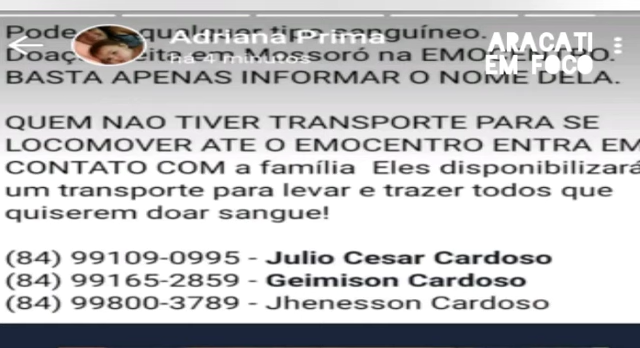 Adriana Prima
há 4 minutos
ARACATI
EM FOCO
Pode qualquer tipo sanguíneo.
em Mossoró na EMOCENTRO.
BASTA APENAS INFORMAR O NOME DELA.
QUEM NAO TIVER TRANSPORTE PARA SE
LOCOMOVER ATE O EMOCENTRO ENTRA EM
CONTATO COM a família Eles disponibilizará
um transporte para levar e trazer todos que
quiserem doar sangue!
(84) 99109-0995 - Julio Cesar Cardoso
(84) 99165-2859 - Geimison Cardoso
(84) 99800-3789 - Jhenesson Cardoso